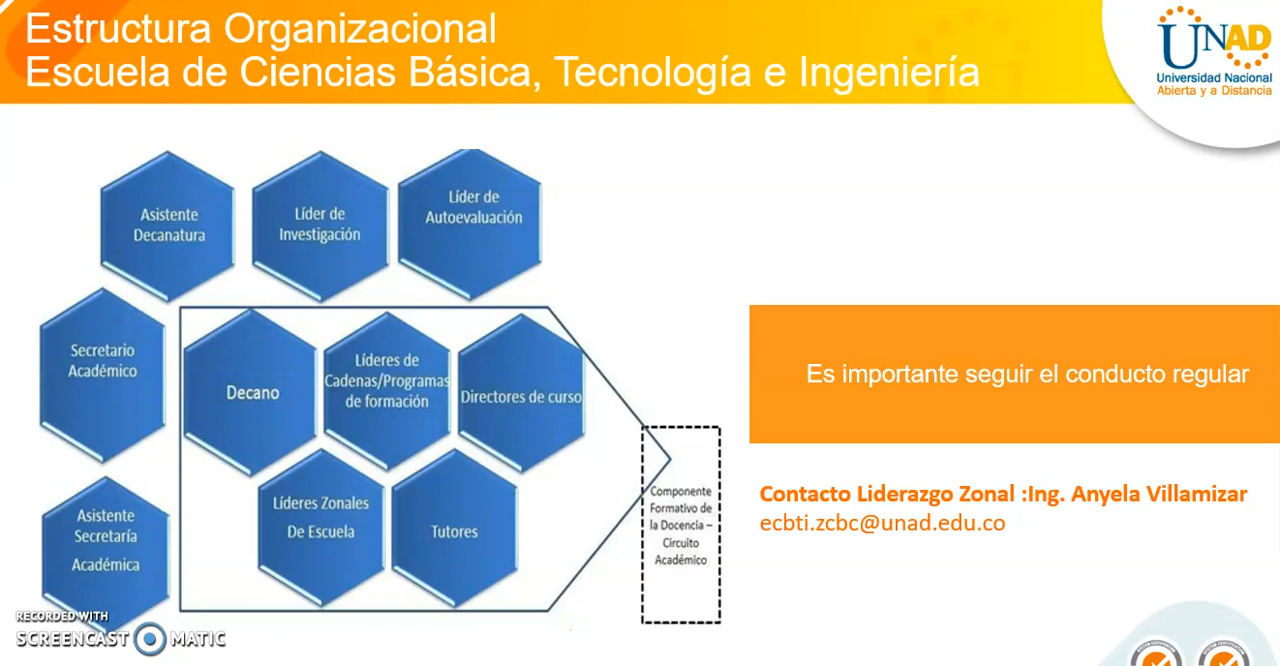 Estructura Organizacional
Escuela de Ciencias Básica, Tecnología e Ingeniería
UNAD
Universidad Nacional
Abierta y a Distancia
Asistente
Decanatura
Líder de
Investigación
Líder de
Autoevaluación
Secretario
Académico
Decano
Líderes de
Cadenas/Programas
de formación
Directores de curso
Asistente
Secretaría
Académica
Líderes Zonales
De Escuela
Tutores
Componente
Formativo de
la Docencia –
Circuito
Académico
Es importante seguir el conducto regular
Contacto Liderazgo Zonal :Ing. Anyela Villamizar
ecbti.zcbc@unad.edu.co
RECORDED WITH
SCREENCAST MATIC